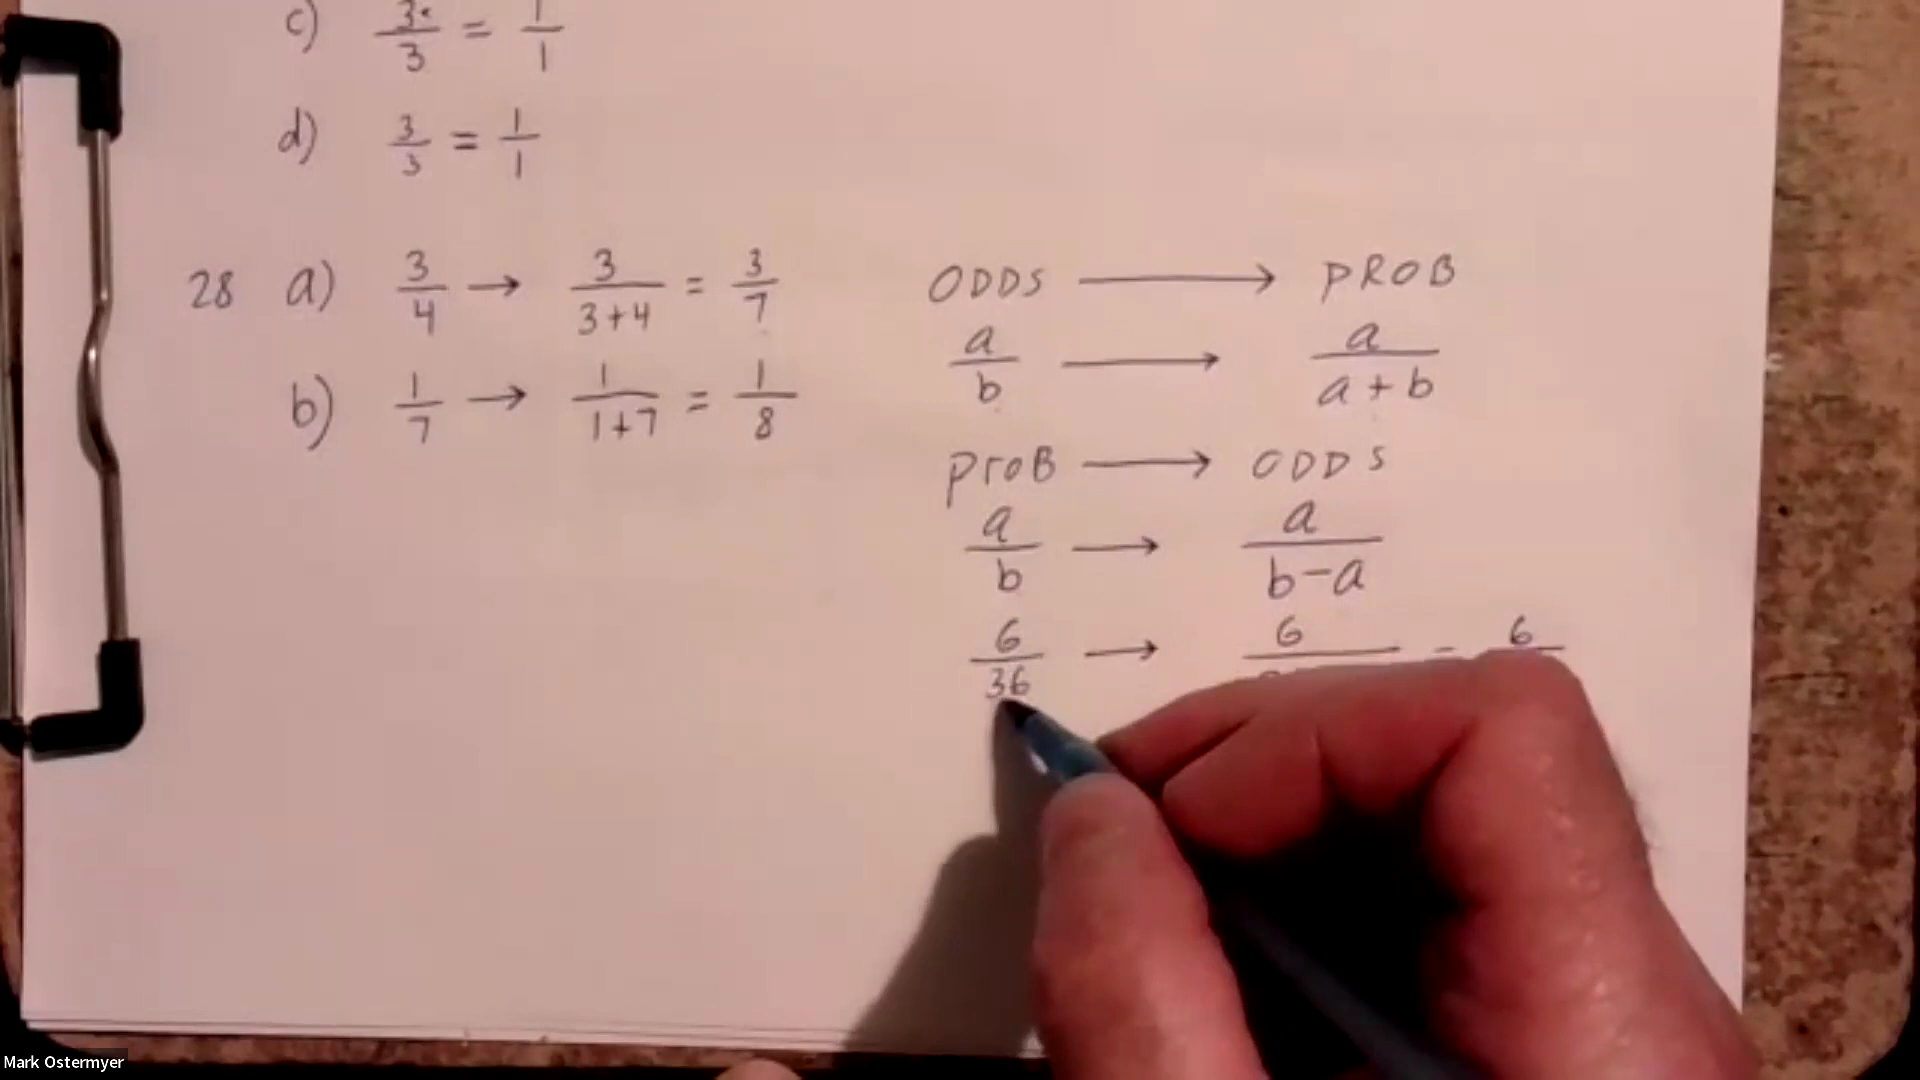 c) 3/3 = 1/1
d) 3/3 = 1/1
28 a) 3/4 → 3/(3+4) = 3/7
b) 1/7 → 1/(1+7) = 1/8
ODDS → PROB
a/b → a/(a+b)
ProB → ODDS
a/b → a/(b-a)
6/36 → 6 6
Mark Ostermyer